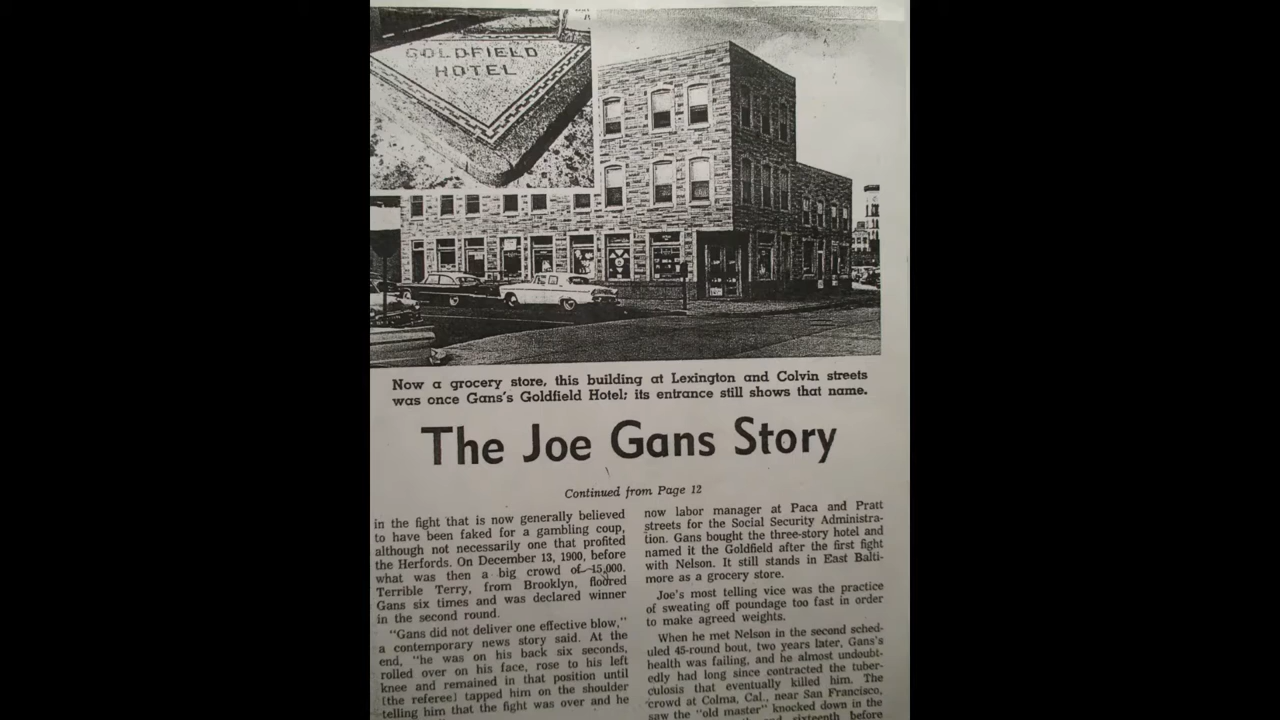 GOLDFIELD
HOTEL
Now a grocery store, this building at Lexington and Colvin streets
was once Gans's Goldfield Hotel; its entrance still shows that name.
The Joe Gans Story
Continued from Page 12
in the fight that is now generally believed
to have been faked for a gambling coup,
although not necessarily one that profited
the Herfords. On December 13, 1900, before
what was then a big crowd of 15,000.
Terrible Terry, from Brooklyn, floored
Gans six times and was declared winner
in the second round.
"Gans did not deliver one effective blow,"
a contemporary news story said. At the
end, "he was on his back six seconds,
rolled over on his face, rose to his left
knee and remained in that position until
[the referee] tapped him on the shoulder
telling him that the fight was over and he
now labor manager at Paca and Pratt
streets for the Social Security Administra-
tion. Gans bought the three-story hotel and
named it the Goldfield after the first fight
with Nelson. It still stands in East Balti-
more as a grocery store.
Joe's most telling vice was the practice
of sweating off poundage too fast in order
to make agreed weights.
When he met Nelson in the second sched-
uled 45-round bout, two years later, Gans's
health was failing, and he almost undoubt-
edly had long since contracted the tuber-
culosis that eventually killed him. The
crowd at Colma, Cal., near San Francisco,
saw the "old master" knocked down in the
sixteenth before